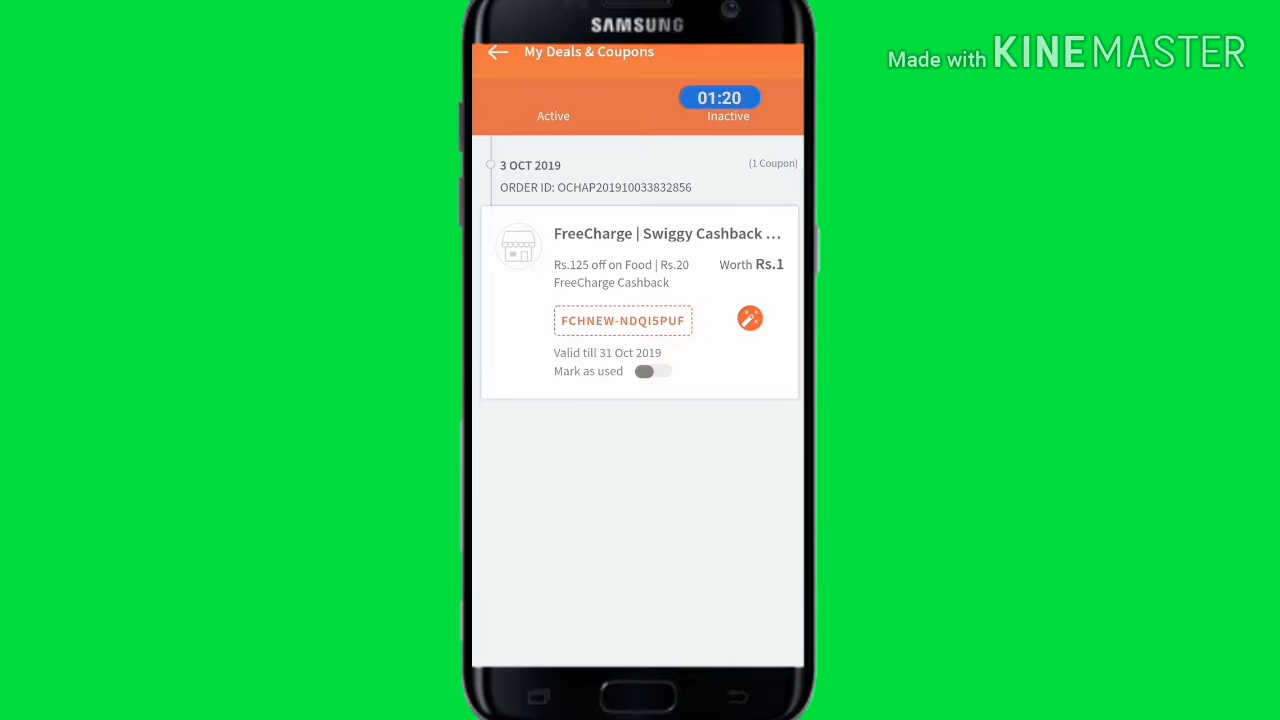 SAMSUNG
Made with KINEMASTER
My Deals & Coupons
01:20
Active
Inactive
3 OCT 2019
(1 Coupon)
ORDER ID: OCHAP201910033832856
FreeCharge | Swiggy Cashback ...
Rs.125 off on Food | Rs.20
FreeCharge Cashback
Worth Rs.1
FCHNEW-NDQI5PUF
Valid till 31 Oct 2019
Mark as used